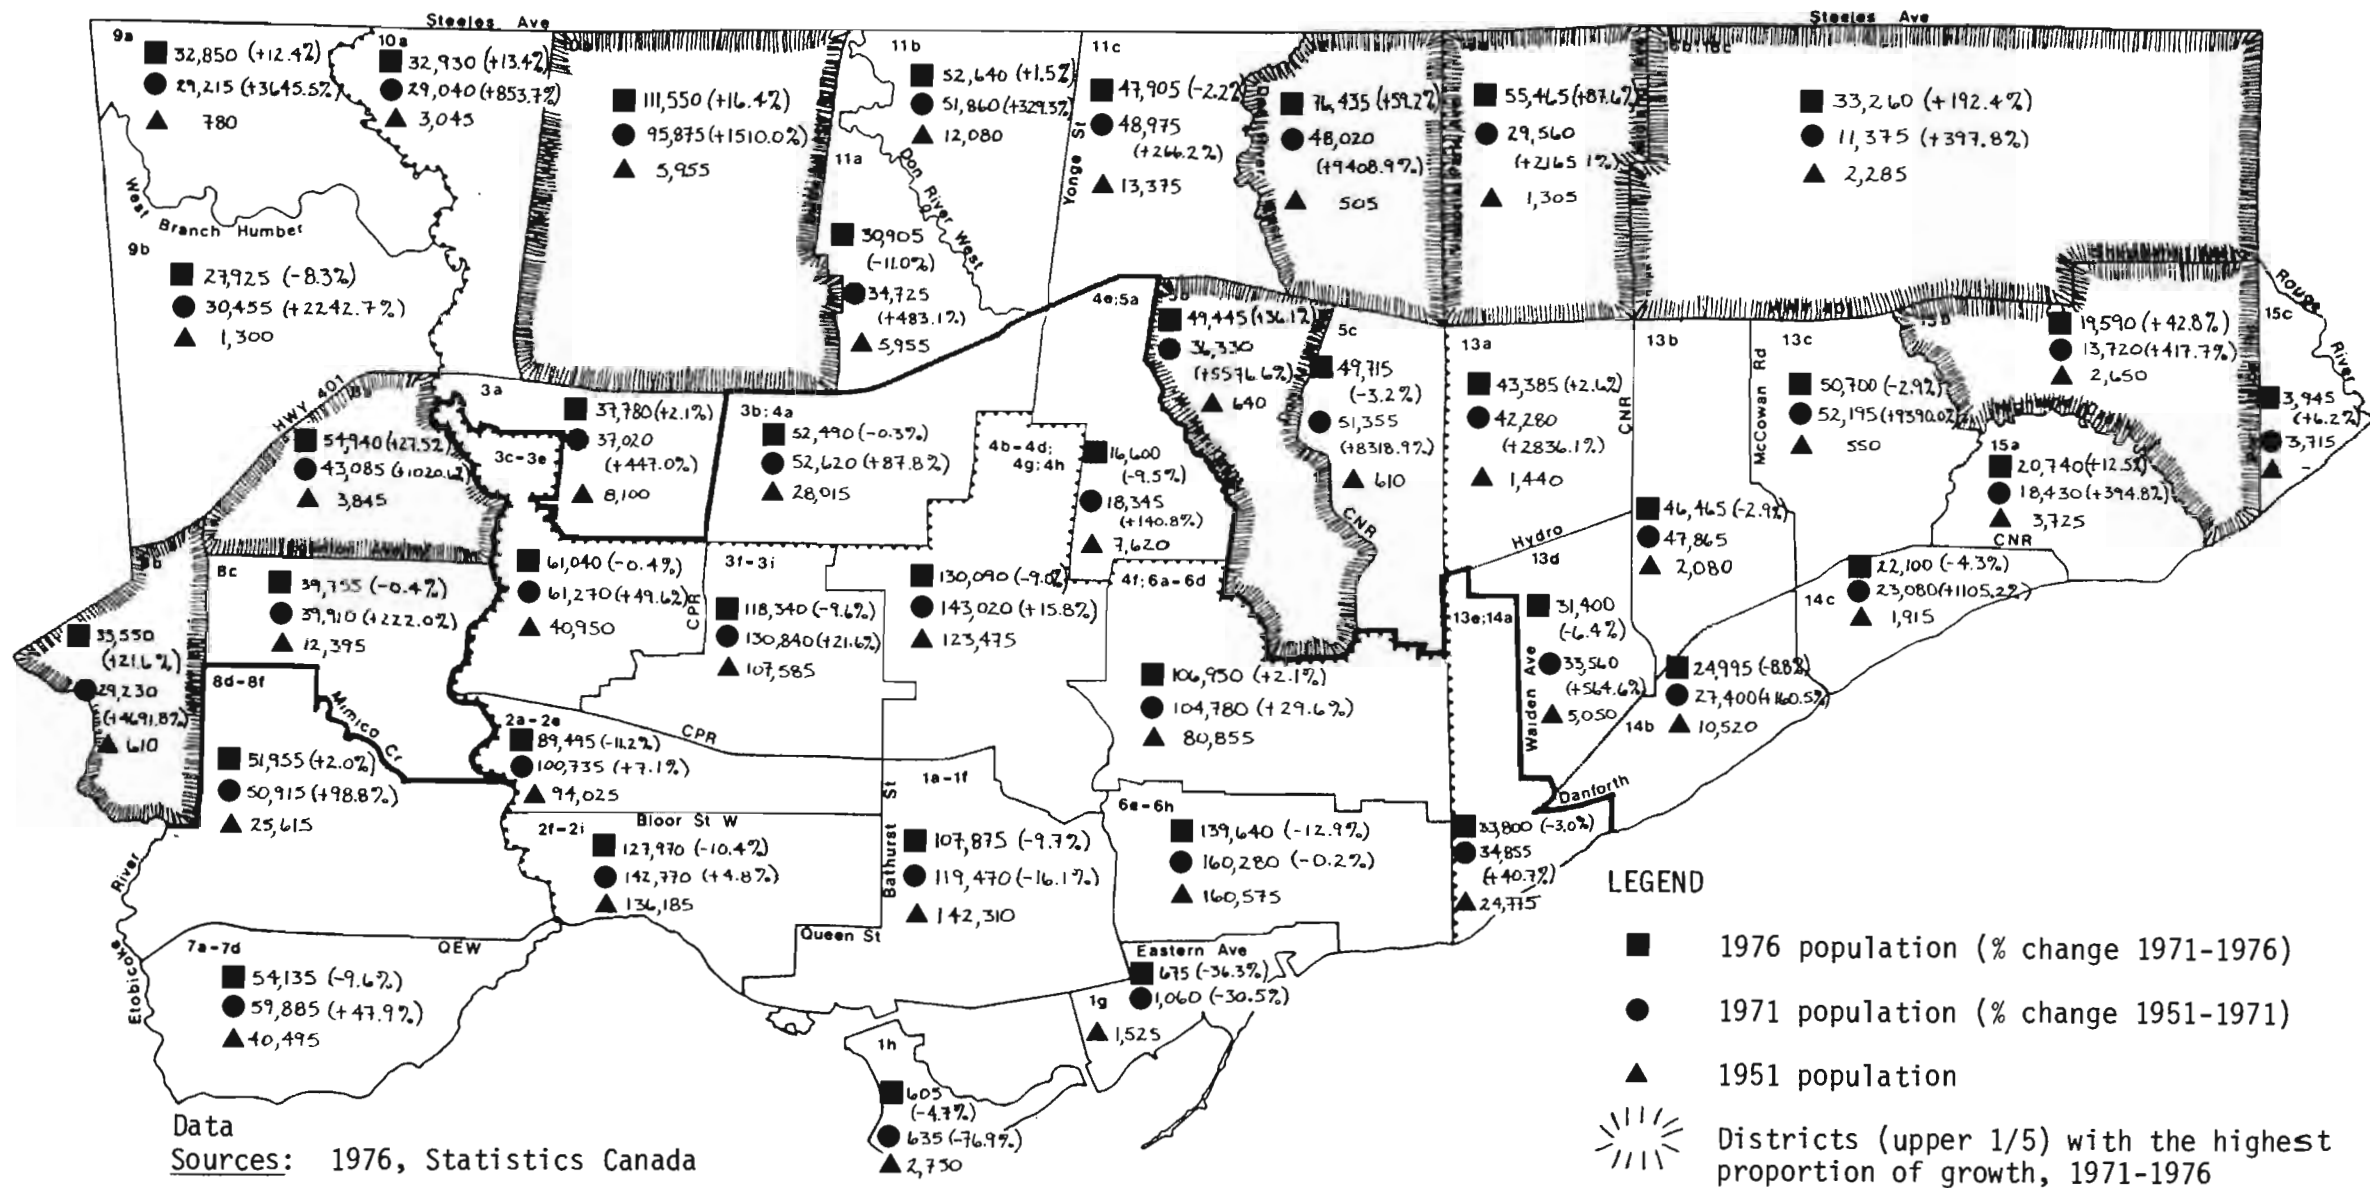 Steeles Ave
Steeles Ave
9a
32,850 (+12.4%)
29,215 (+3645.5%)
780
10a
32,930 (+13.4%)
29,040 (+853.7%)
3,045
111,550 (+16.4%)
95,875 (+1510.0%)
5,955
11b
52,640 (+1.5%)
51,860 (+329.3%)
12,080
11c
47,905 (-2.2%)
48,975
(+266.2%)
13,375
Yonge St
76,435 (+59.2%)
48,020
(+9408.9%)
505
55,465 (+87.6%)
29,560
(+2165.1%)
1,305
33,260 (+192.4%)
11,375 (+397.8%)
2,285
11a
30,905
(-11.0%)
34,725
(+483.1%)
5,955
Don River West
West Branch Humber
9b
27,925 (-8.3%)
30,455 (+2242.7%)
1,300
HWY 401
54,940 (+27.5%)
43,085 (+1020.6%)
3,845
3a
37,780 (+2.1%)
37,020
(+447.0%)
8,100
3c-3e
3b; 4a
52,490 (-0.3%)
52,620 (+87.8%)
28,015
4b-4d;
4g; 4h
4e; 5a
16,600
(-9.5%)
18,345
(+140.8%)
7,620
49,445 (+36.1%)
36,330
(+5576.6%)
640
5c
49,715
(-3.2%)
51,355
(+8318.9%)
610
CNR
13a
43,385 (+2.6%)
42,280
(+2836.1%)
1,440
CNR
Hydro
13b
46,465 (-2.9%)
47,865
2,080
McCowan Rd
13c
50,700 (-2.9%)
52,195 (+9390.0%)
550
19,590 (+42.8%)
13,720 (+417.7%)
2,650
Rouge River
15c
3,945
(+6.2%)
3,715
-
15a
20,740 (+12.5%)
18,430 (+394.8%)
3,725
CNR
8b
35,550
(+21.6%)
29,230
(+4691.8%)
610
8c
39,755 (-0.4%)
39,910 (+222.0%)
12,395
61,040 (-0.4%)
61,270 (+49.6%)
40,950
CPR
3f-3i
118,340 (-9.6%)
130,840 (+21.6%)
107,585
130,090 (-9.0%)
143,020 (+15.8%)
123,475
4f; 6a-6d
106,950 (+2.1%)
104,780 (+29.6%)
80,855
13d
31,400
(-6.4%)
33,560
(+564.6%)
5,050
13e; 14a
Warden Ave
14c
22,100 (-4.3%)
23,080 (+1105.2%)
1,915
14b
24,995 (-8.8%)
27,400 (+160.5%)
10,520
8d-8f
51,955 (+2.0%)
50,915 (+98.8%)
25,615
Mimico Cr
2a-2e
89,495 (-11.2%)
100,735 (+7.1%)
94,025
CPR
Bloor St W
2f-2i
127,970 (-10.4%)
142,770 (+4.8%)
136,185
Bathurst St
1a-1f
107,875 (-9.7%)
119,470 (-16.1%)
142,310
6e-6h
139,640 (-12.9%)
160,280 (-0.2%)
160,575
Danforth
33,800 (-3.0%)
34,855
(+40.7%)
24,775
Etobicoke River
QEW
7a-7d
54,135 (-9.6%)
59,885 (+47.9%)
40,495
Queen St
Eastern Ave
675 (-36.3%)
1,060 (-30.5%)
1g
1,525
1h
605
(-4.7%)
635 (-76.9%)
2,750
LEGEND
1976 population (% change 1971-1976)
1971 population (% change 1951-1971)
1951 population
Districts (upper 1/5) with the highest
proportion of growth, 1971-1976
Data
Sources: 1976, Statistics Canada